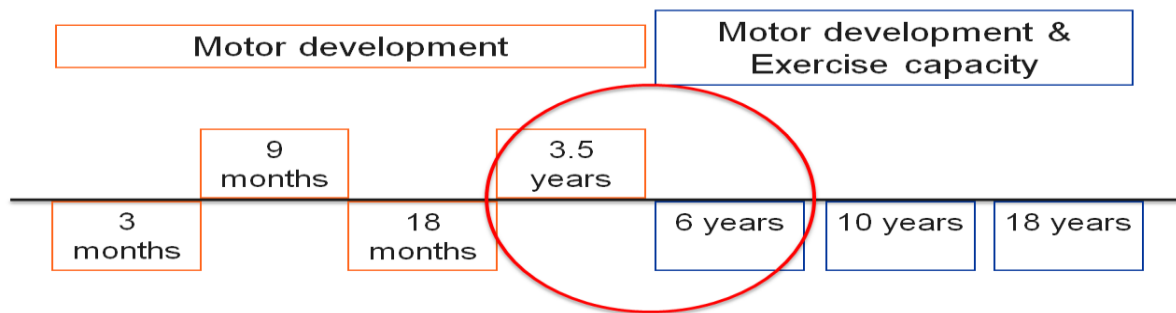 Motor development
Motor development &
Exercise capacity
9
months
3.5
years
3
months
18
months
6 years
10 years
18 years